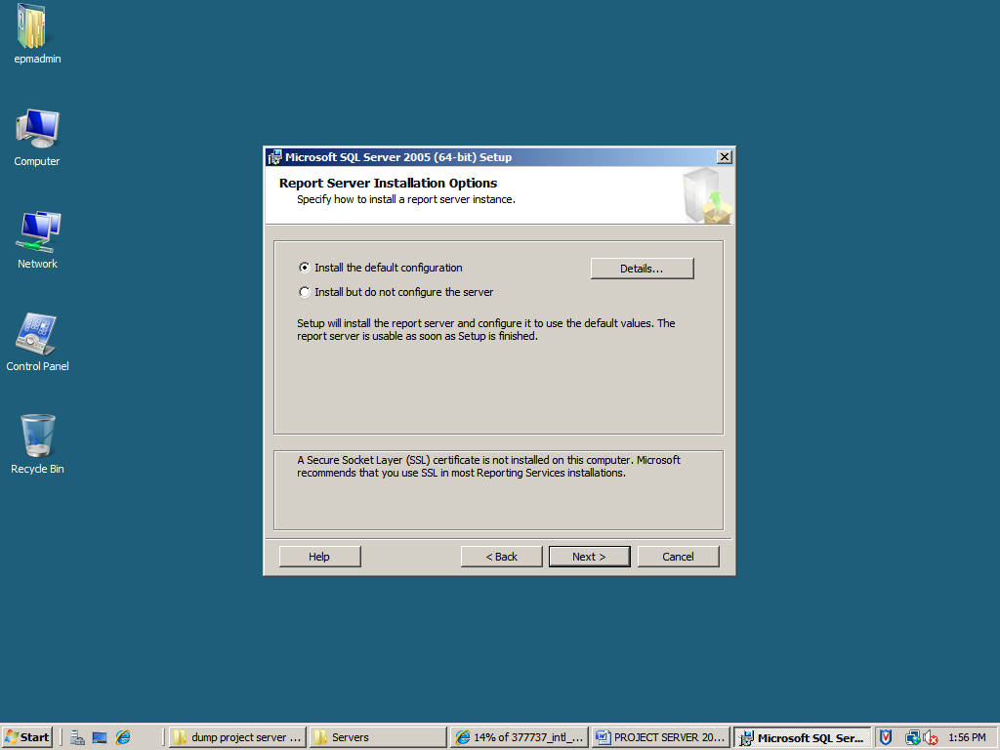 epmadmin
Computer
Network
Control Panel
Recycle Bin
Microsoft SQL Server 2005 (64-bit) Setup
Report Server Installation Options
Specify how to install a report server instance.
Install the default configuration
Details...
Install but do not configure the server
Setup will install the report server and configure it to use the default values. The
report server is usable as soon as Setup is finished.
A Secure Socket Layer (SSL) certificate is not installed on this computer. Microsoft
recommends that you use SSL in most Reporting Services installations.
Help
< Back
Next >
Cancel
Start
dump project server ...
Servers
14% of 377737_intl_...
PROJECT SERVER 20...
Microsoft SQL Ser...
1:56 PM